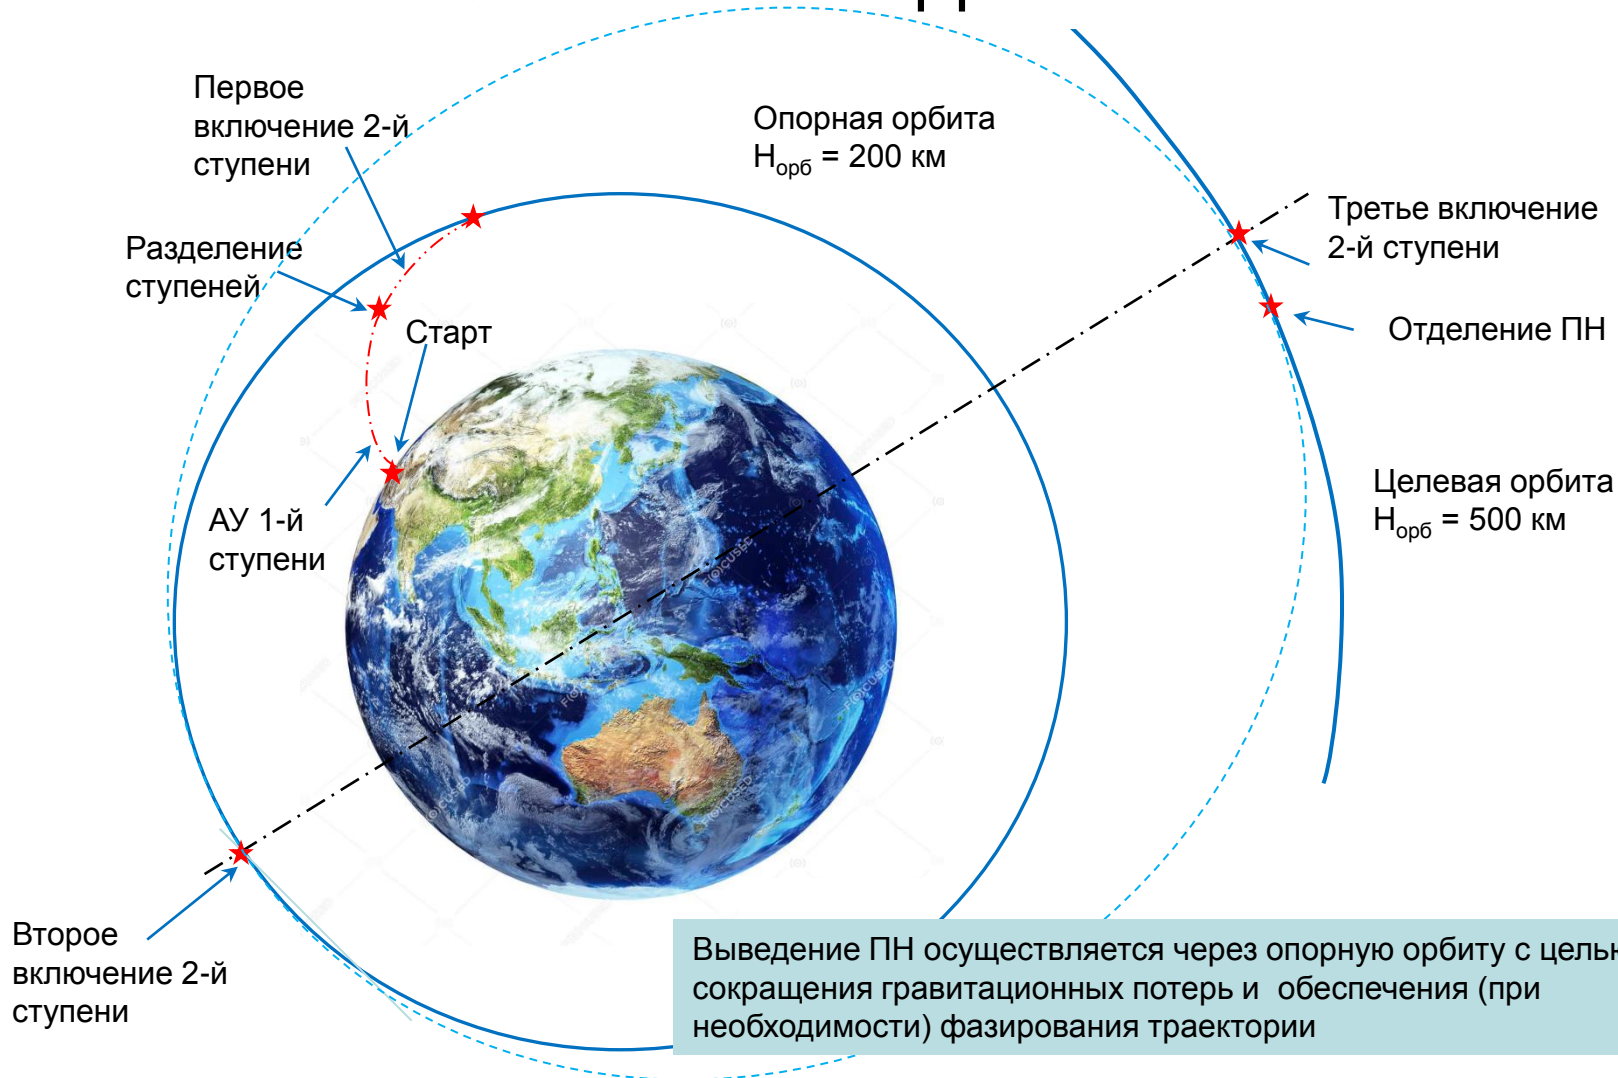 Первое
включение 2-й
ступени
Опорная орбита
Hорб = 200 км
Третье включение
2-й ступени
Разделение
ступеней
Старт
Отделение ПН
Целевая орбита
Hорб = 500 км
АУ 1-й
ступени
Второе
включение 2-й
ступени
Выведение ПН осуществляется через опорную орбиту с целью
сокращения гравитационных потерь и обеспечения (при
необходимости) фазирования траектории